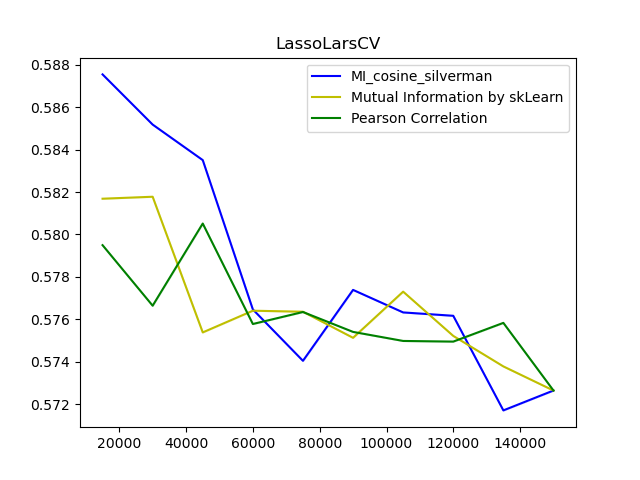 LassoLarsCV
MI_cosine_silverman
Mutual Information by skLearn
Pearson Correlation
0.588
0.586
0.584
0.582
0.580
0.578
0.576
0.574
0.572
20000 40000 60000 80000 100000 120000 140000